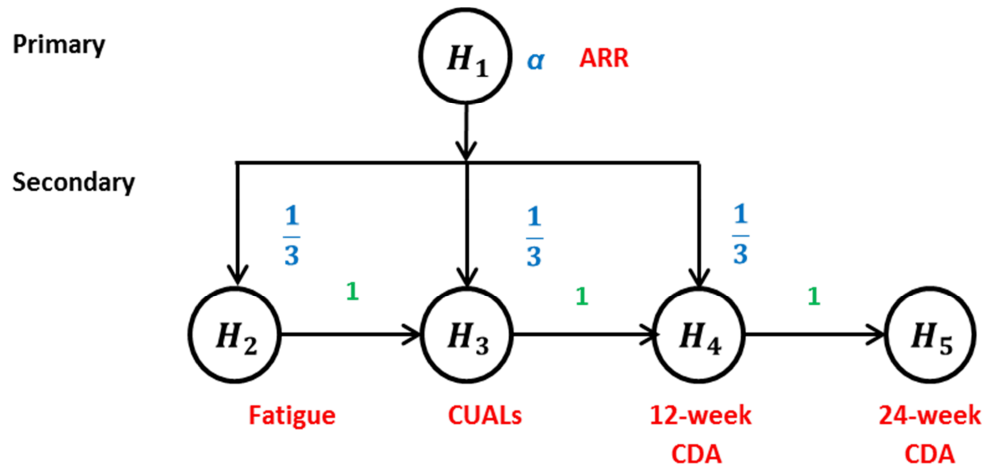 Primary
H1 α ARR
Secondary
1/3 1/3 1/3
1 1 1
H2 H3 H4 H5
Fatigue CUALs 12-week 24-week
CDA CDA